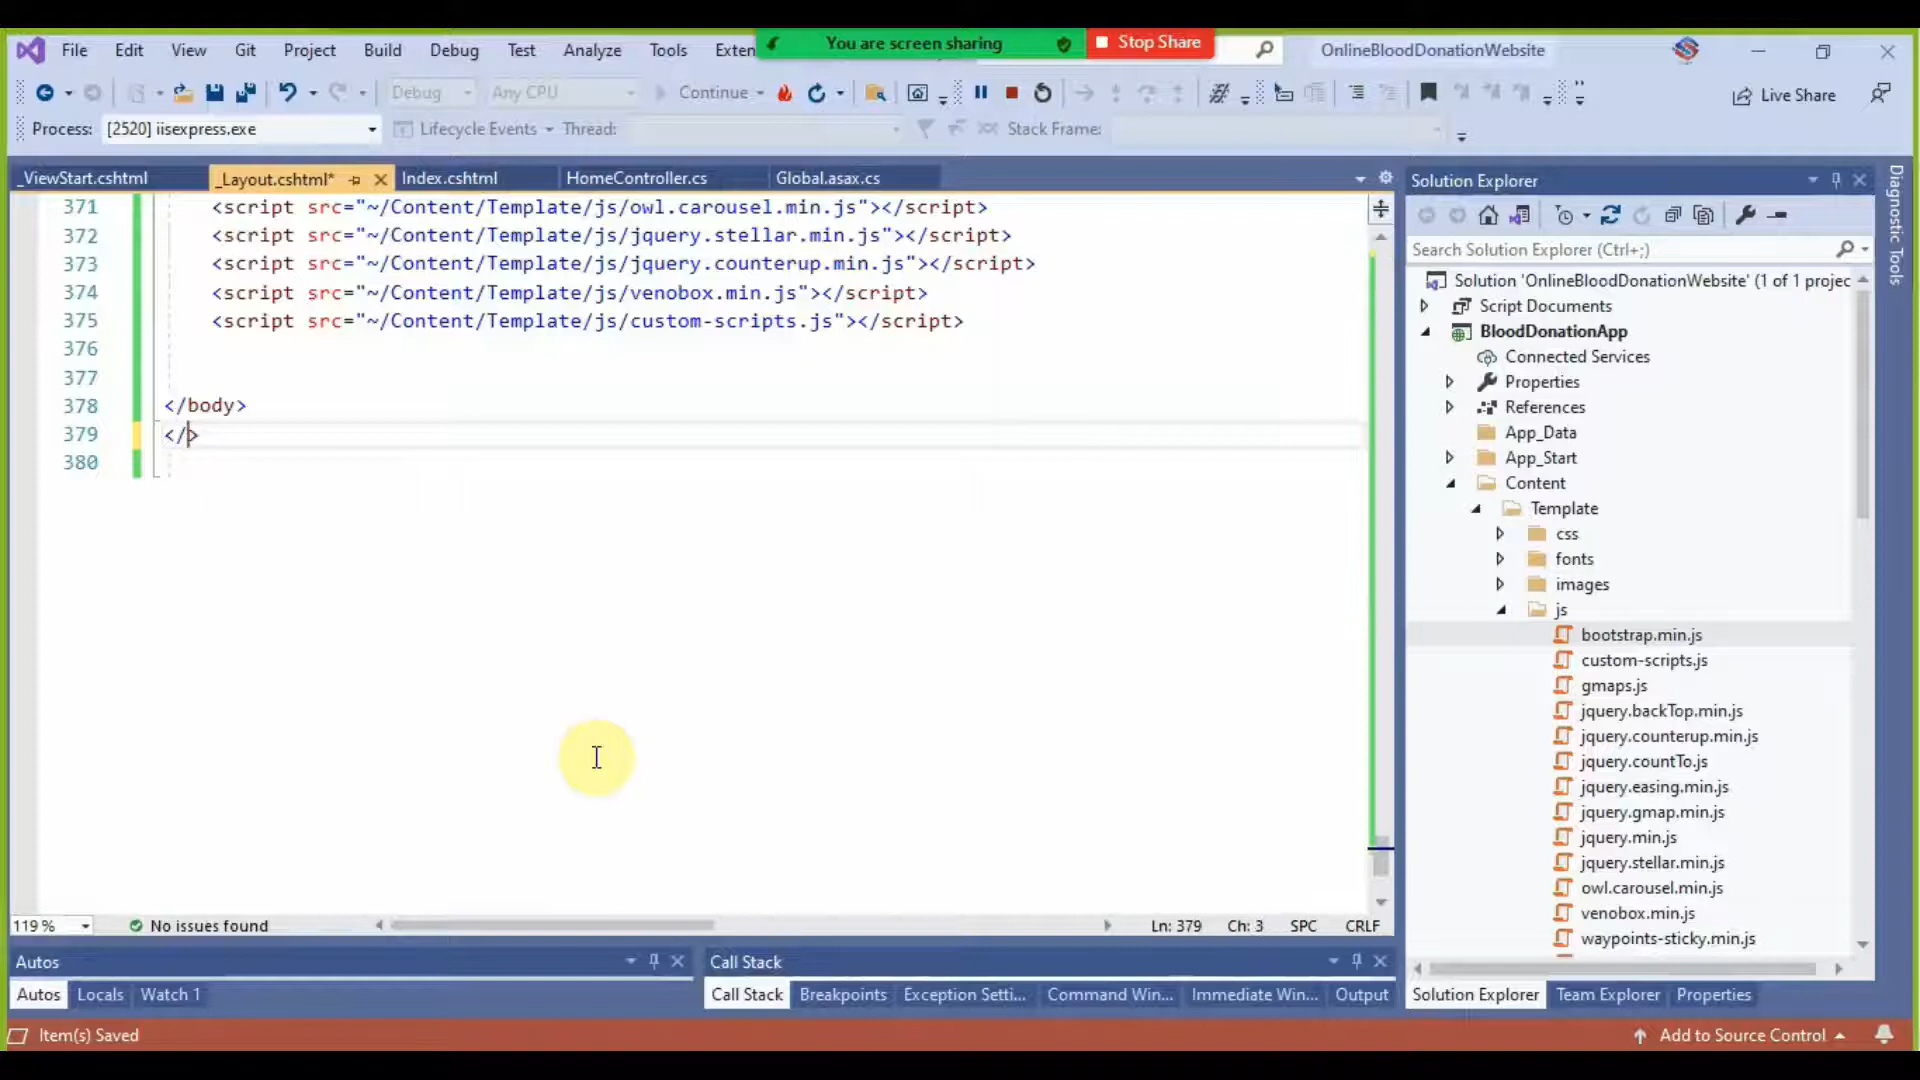 File Edit View Git Project Build Debug Test Analyze Tools Exten
You are screen sharing
Stop Share
OnlineBloodDonationWebsite
Debug Any CPU Continue
Live Share
Process: [2520] iisexpress.exe Lifecycle Events Thread: Stack Frame:
_ViewStart.cshtml _Layout.cshtml* Index.cshtml HomeController.cs Global.asax.cs
371 <script src="~/Content/Template/js/owl.carousel.min.js"></script>
372 <script src="~/Content/Template/js/jquery.stellar.min.js"></script>
373 <script src="~/Content/Template/js/jquery.counterup.min.js"></script>
374 <script src="~/Content/Template/js/venobox.min.js"></script>
375 <script src="~/Content/Template/js/custom-scripts.js"></script>
376
377
378 </body>
379 </>
380
119 % No issues found Ln: 379 Ch: 3 SPC CRLF
Autos
Autos Locals Watch 1
Call Stack
Call Stack Breakpoints Exception Setti... Command Win... Immediate Win... Output
Solution Explorer
Search Solution Explorer (Ctrl+;)
Solution 'OnlineBloodDonationWebsite' (1 of 1 projec
Script Documents
BloodDonationApp
Connected Services
Properties
References
App_Data
App_Start
Content
Template
css
fonts
images
js
bootstrap.min.js
custom-scripts.js
gmaps.js
jquery.backTop.min.js
jquery.counterup.min.js
jquery.countTo.js
jquery.easing.min.js
jquery.gmap.min.js
jquery.min.js
jquery.stellar.min.js
owl.carousel.min.js
venobox.min.js
waypoints-sticky.min.js
Solution Explorer Team Explorer Properties
Diagnostic Tools
Item(s) Saved
Add to Source Control